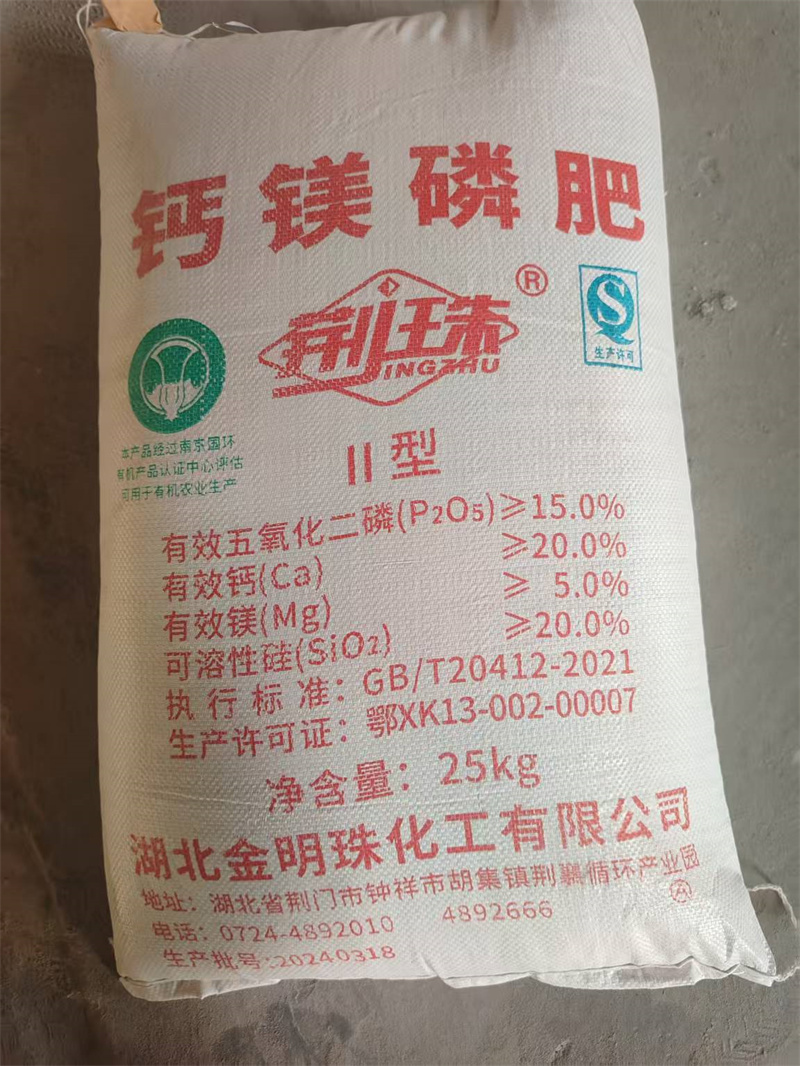 钙镁磷肥
荆珠®
JINGZHU
生产许可
本产品经过南京国环
有机产品认证中心评估
可用于有机农业生产
II型
有效五氧化二磷(P₂O₅)≥15.0%
有效钙(Ca) ≥20.0%
有效镁(Mg) ≥ 5.0%
可溶性硅(SiO₂) ≥20.0%
执行标准：GB/T20412-2021
生产许可证：鄂XK13-002-00007
净含量：25kg
湖北金明珠化工有限公司
地址：湖北省荆门市钟祥市胡集镇荆襄循环产业园
Ⓐ
电话：0724-4892010 4892666
生产批号:20240318